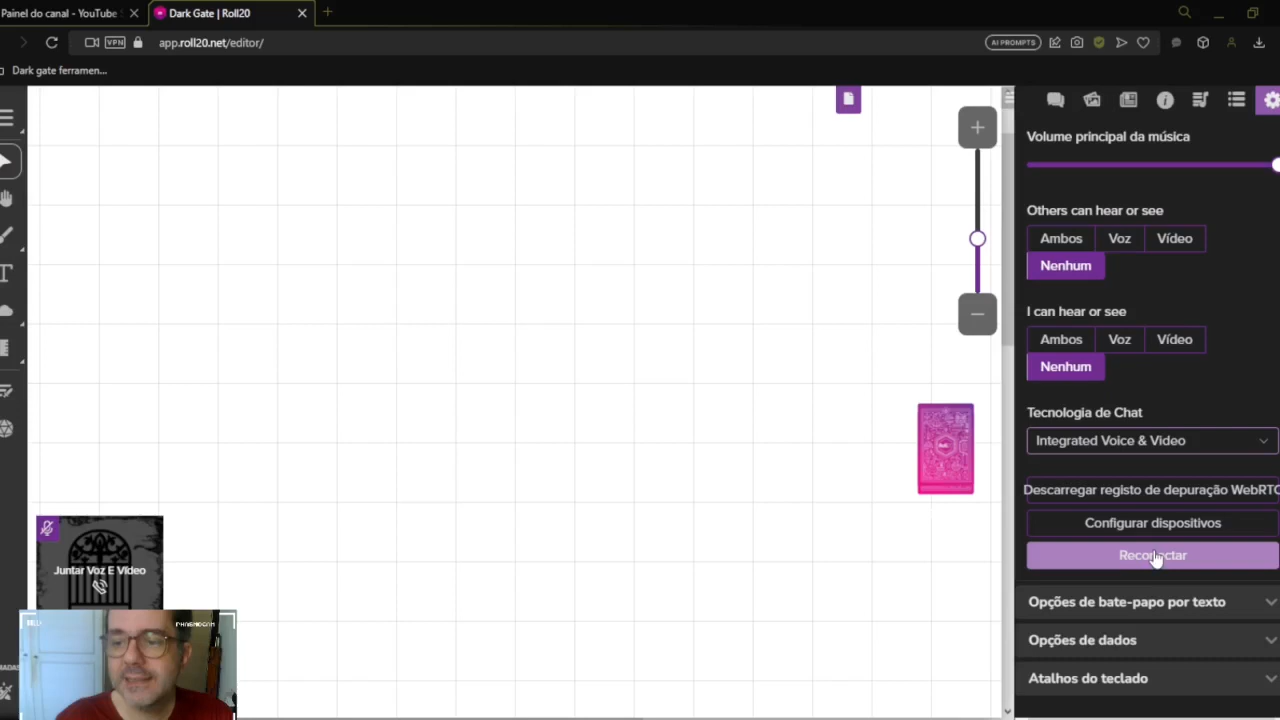 Painel do canal - YouTube
Dark Gate | Roll20
VPN
app.roll20.net/editor/
AI PROMPTS
Dark gate ferramen...
Volume principal da música
Others can hear or see
Ambos
Voz
Vídeo
Nenhum
I can hear or see
Ambos
Voz
Vídeo
Nenhum
Tecnologia de Chat
Integrated Voice & Video
Descarregar registo de depuração WebRTC
Configurar dispositivos
Reconectar
Opções de bate-papo por texto
Opções de dados
Atalhos do teclado
Juntar Voz E Vídeo